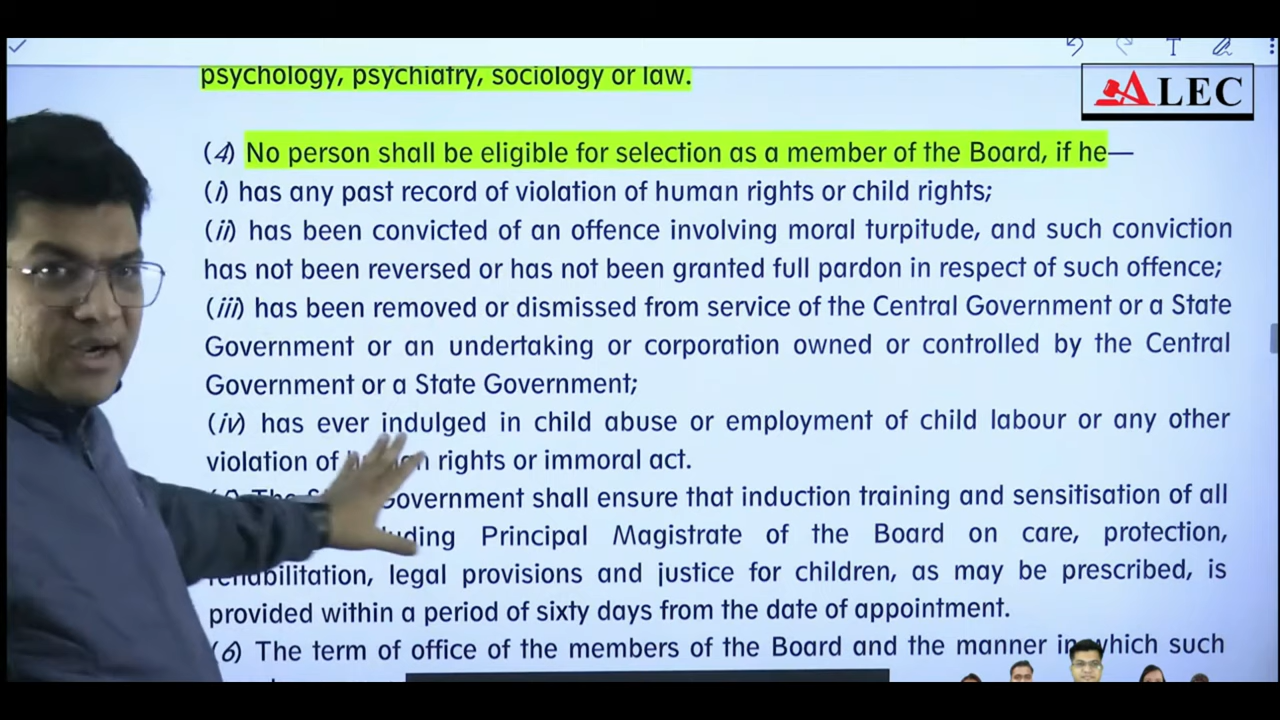 psychology, psychiatry, sociology or law.
ALEC
(4) No person shall be eligible for selection as a member of the Board, if he—
(i) has any past record of violation of human rights or child rights;
(ii) has been convicted of an offence involving moral turpitude, and such conviction
has not been reversed or has not been granted full pardon in respect of such offence;
(iii) has been removed or dismissed from service of the Central Government or a State
Government or an undertaking or corporation owned or controlled by the Central
Government or a State Government;
(iv) has ever indulged in child abuse or employment of child labour or any other
violation of rights or immoral act.
The Government shall ensure that induction training and sensitisation of all
Principal Magistrate of the Board on care, protection,
rehabilitation, legal provisions and justice for children, as may be prescribed, is
provided within a period of sixty days from the date of appointment.
(6) The term of office of the members of the Board and the manner in which such